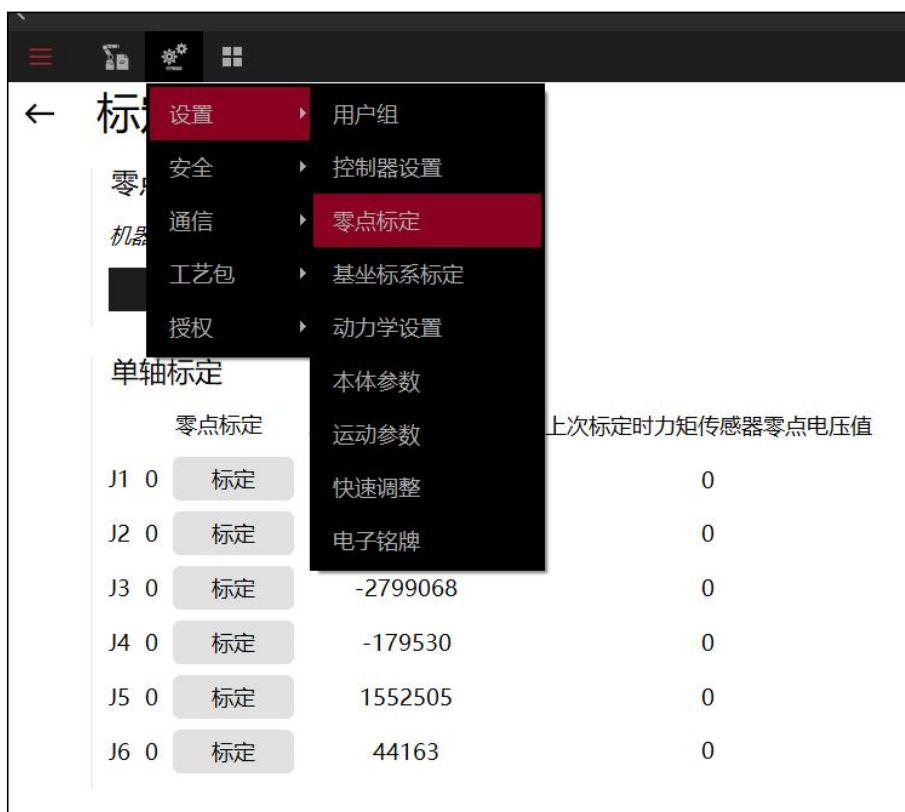 标
设置
用户组
零
安全
控制器设置
机器
通信
零点标定
工艺包
基坐标系标定
授权
动力学设置
单轴标定
本体参数
零点标定
运动参数
上次标定时力矩传感器零点电压值
J1 0 标定
快速调整
0
J2 0 标定
电子铭牌
0
J3 0 标定 -2799068 0
J4 0 标定 -179530 0
J5 0 标定 1552505 0
J6 0 标定 44163 0